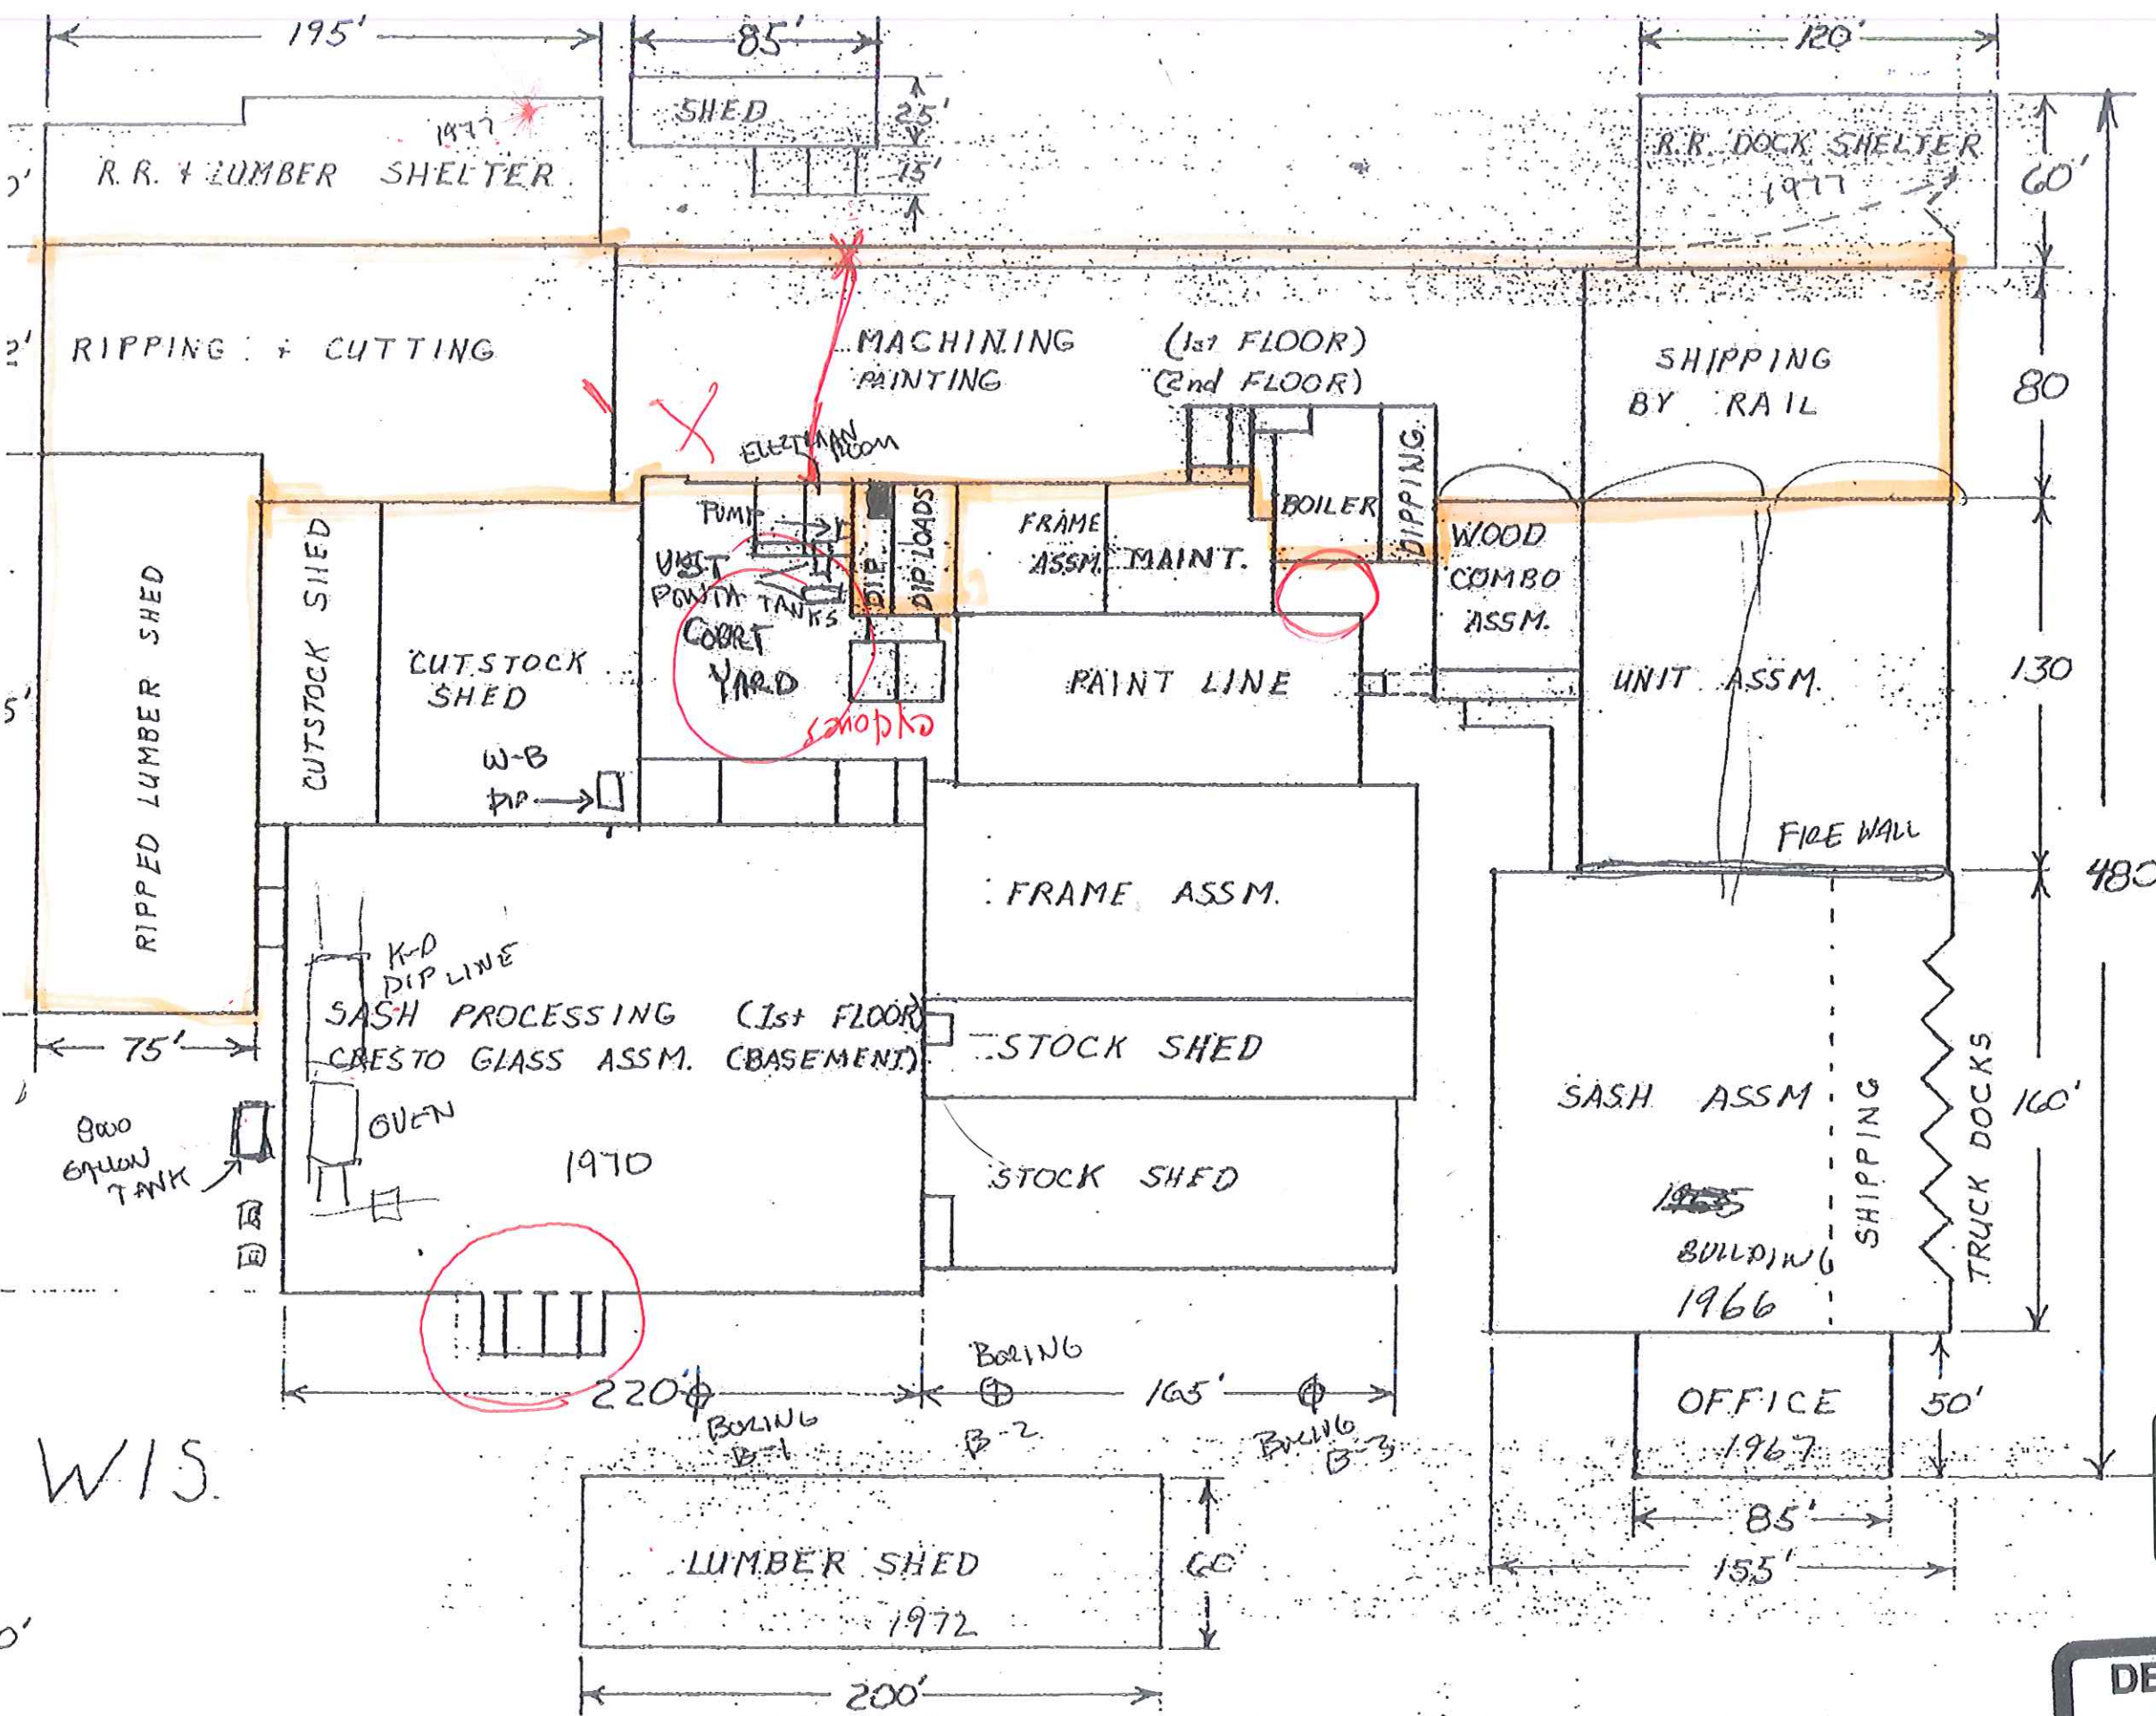 195'
85'
120'
SHED
25'
15'
1977
R.R. & LUMBER SHELTER
R.R. DOCK SHELTER
1977
60'
RIPPING & CUTTING
MACHINING (1st FLOOR)
PAINTING (2nd FLOOR)
SHIPPING
BY RAIL
80
ROOM
PUMP
DIP
DIP LOADS
FRAME
ASSM.
MAINT.
BOILER
DIPPING
WOOD
COMBO
ASSM.
TANKS
COURT
YARD
CUTSTOCK SHED
CUTSTOCK
SHED
RIPPED LUMBER SHED
PAINT LINE
UNIT ASSM.
130
W-B
DIP
FIRE WALL
480
FRAME ASSM.
K-D
DIP LINE
SASH PROCESSING (1st FLOOR)
CRESTO GLASS ASSM. (BASEMENT)
STOCK SHED
75'
8000
GALLON
TANK
OVEN
1970
STOCK SHED
SASH ASSM
SHIPPING
TRUCK DOCKS
160'
BUILDING
1966
220'
BORING
B-1
BORING
B-2
165'
BORING
B-3
OFFICE
1967
50'
85'
155'
WIS.
LUMBER SHED
1972
60'
200'
DE